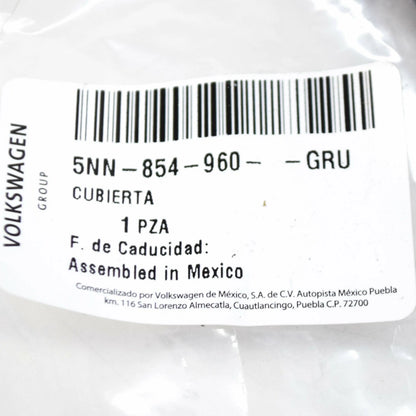 VOLKSWAGEN
GROUP
5NN-854-960- -GRU
CUBIERTA
1 PZA
F. de Caducidad:
Assembled in Mexico
Comercializado por Volkswagen de México, S.A. de C.V. Autopista México Puebla
km. 116 San Lorenzo Almecatla, Cuautlancingo, Puebla C.P. 72700